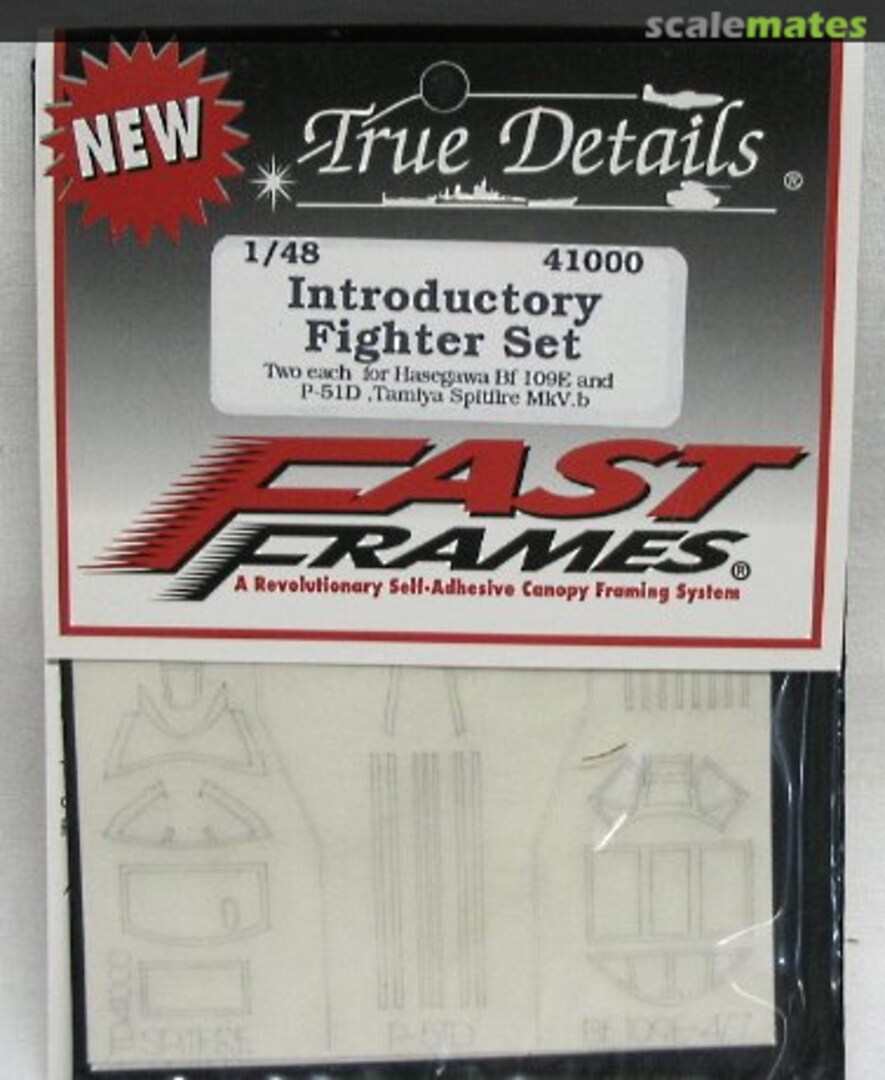 scalemates
NEW
True Details ®
1/48 41000
Introductory
Fighter Set
Two each for Hasegawa Bf 109E and
P-51D ,Tamiya Spitfire MkV.b
FAST
FRAMES®
A Revolutionary Self-Adhesive Canopy Framing System
P-51D